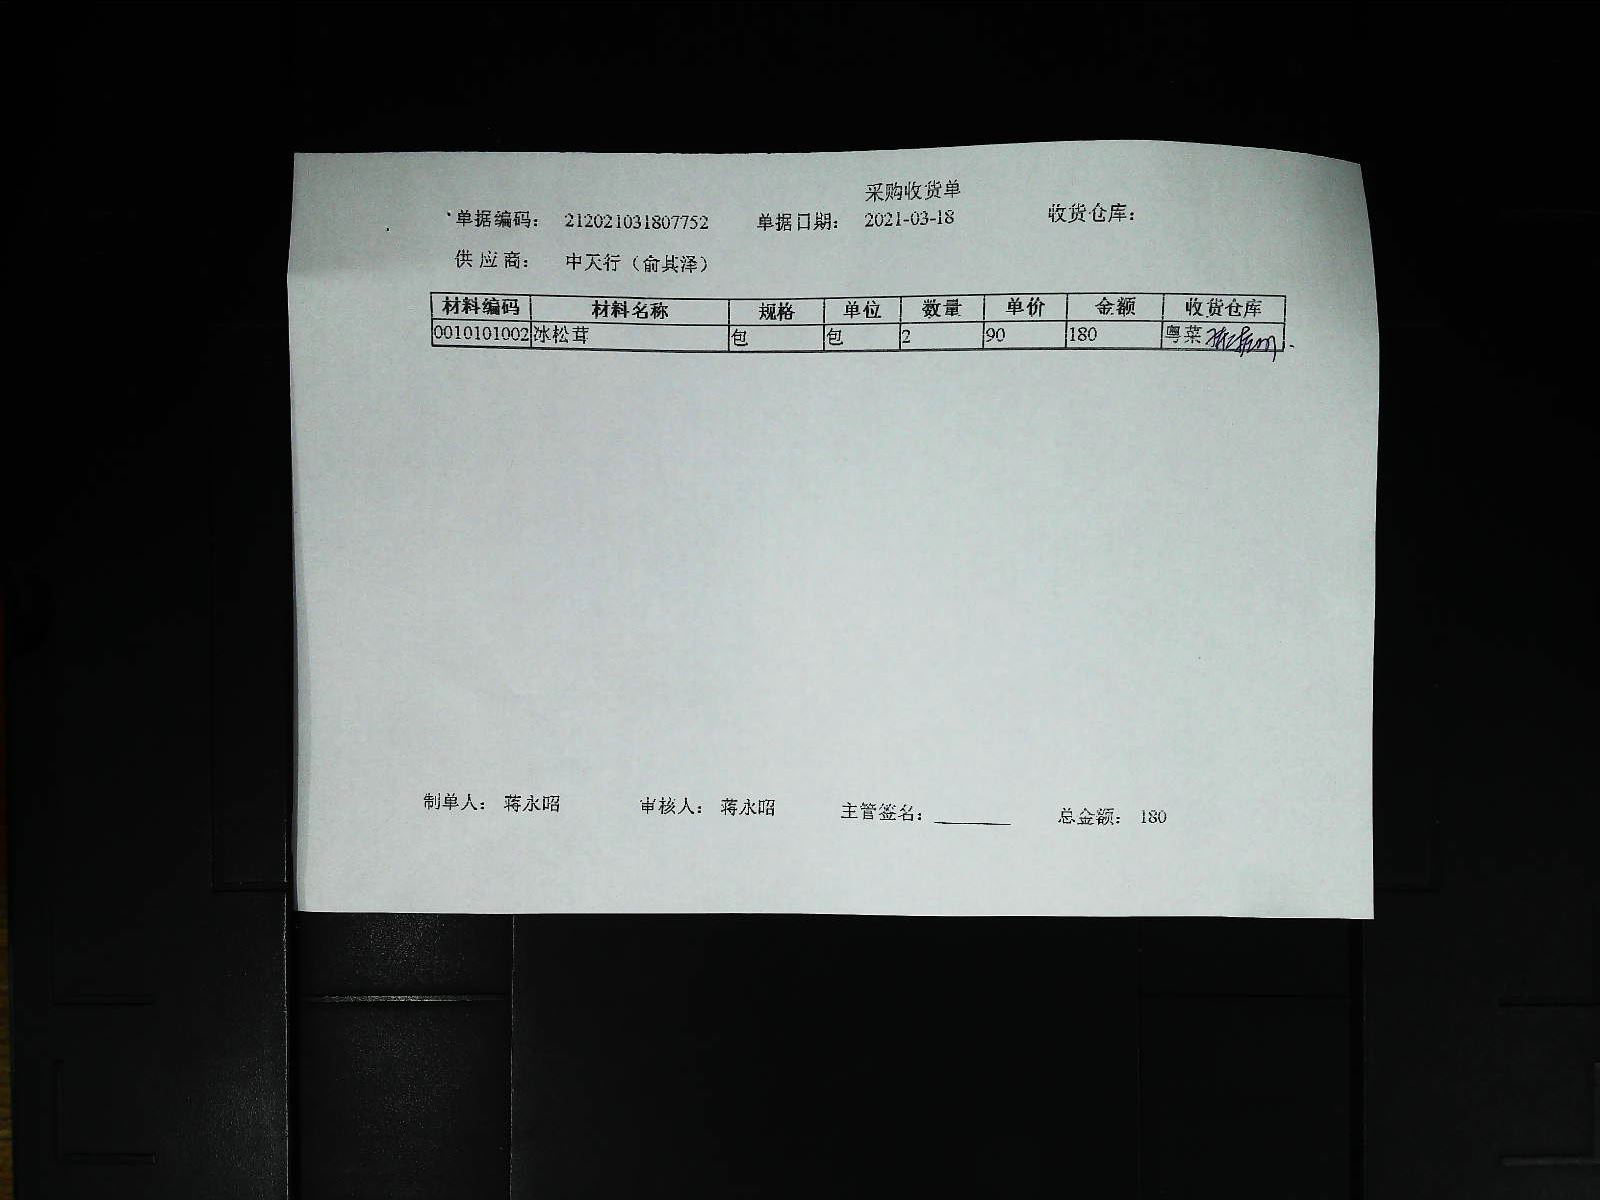 采购收货单
单据编码： 212021031807752 单据日期： 2021-03-18 收货仓库：
供应商： 中天行（俞其泽）
材料编码 材料名称 规格 单位 数量 单价 金额 收货仓库
0010101002 冰松茸 包 包 2 90 180 粤菜
制单人： 蒋永昭 审核人： 蒋永昭 主管签名： 总金额： 180